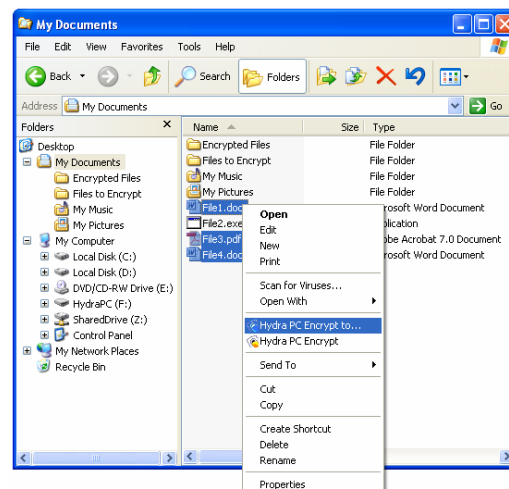 My Documents
File Edit View Favorites Tools Help
Back Search Folders
Address My Documents Go
Folders Name Size Type
Desktop
My Documents
Encrypted Files
Files to Encrypt
My Music
My Pictures
My Computer
Local Disk (C:)
Local Disk (D:)
DVD/CD-RW Drive (E:)
HydraPC (F:)
SharedDrive (Z:)
Control Panel
My Network Places
Recycle Bin
Encrypted Files File Folder
Files to Encrypt File Folder
My Music File Folder
My Pictures File Folder
File1.doc rosoft Word Document
File2.exe plication
File3.pdf be Acrobat 7.0 Document
File4.doc rosoft Word Document
Open
Edit
New
Print
Scan for Viruses...
Open With
Hydra PC Encrypt to...
Hydra PC Encrypt
Send To
Cut
Copy
Create Shortcut
Delete
Rename
Properties